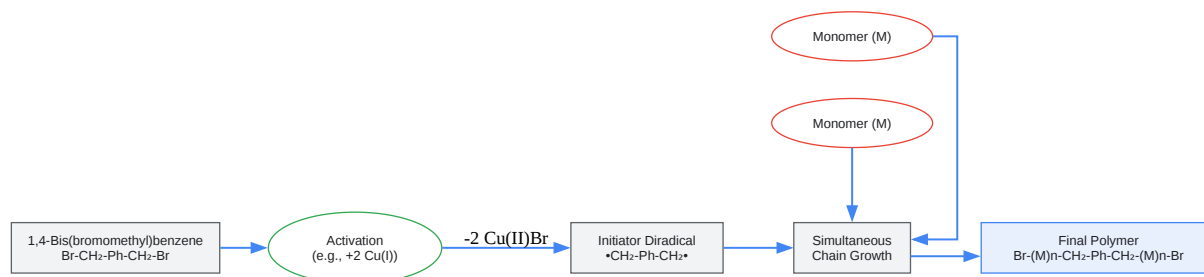 Monomer (M)
Monomer (M)
1,4-Bis(bromomethyl)benzene
Br-CH₂-Ph-CH₂-Br
Activation
(e.g., +2 Cu(I))
-2 Cu(II)Br
Initiator Diradical
•CH₂-Ph-CH₂•
Simultaneous
Chain Growth
Final Polymer
Br-(M)n-CH₂-Ph-CH₂-(M)n-Br